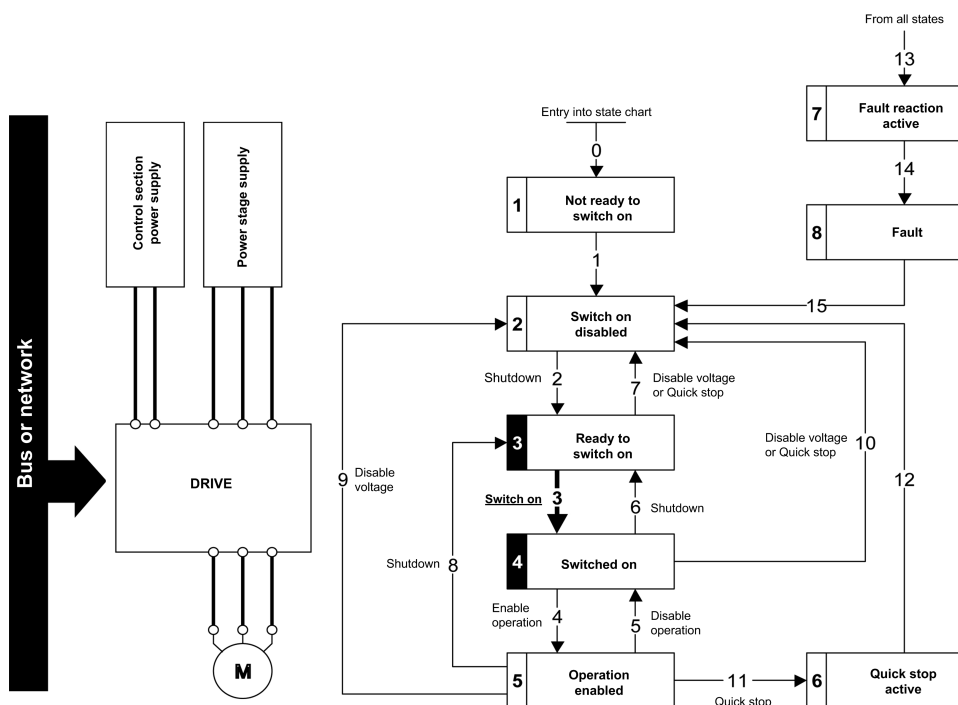 From all states
13
7
Fault reaction
active
14
8
Fault
15
Entry into state chart
0
1
Not ready to
switch on
1
2
Switch on
disabled
Shutdown
2
7
Disable voltage
or Quick stop
3
Ready to
switch on
Switch on
3
6
Shutdown
4
Switched on
Enable
operation
4
5
Disable
operation
5
Operation
enabled
11
Quick stop
6
Quick stop
active
12
Disable voltage
or Quick stop
10
Shutdown
8
9
Disable
voltage
Bus or network
Control section
power supply
Power stage supply
DRIVE
M